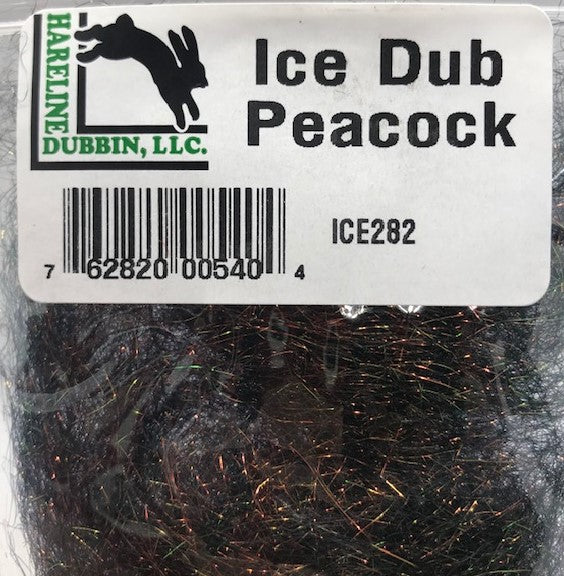 HARELINE
DUBBIN, LLC.
Ice Dub
Peacock
ICE282
7 62820 00540 4